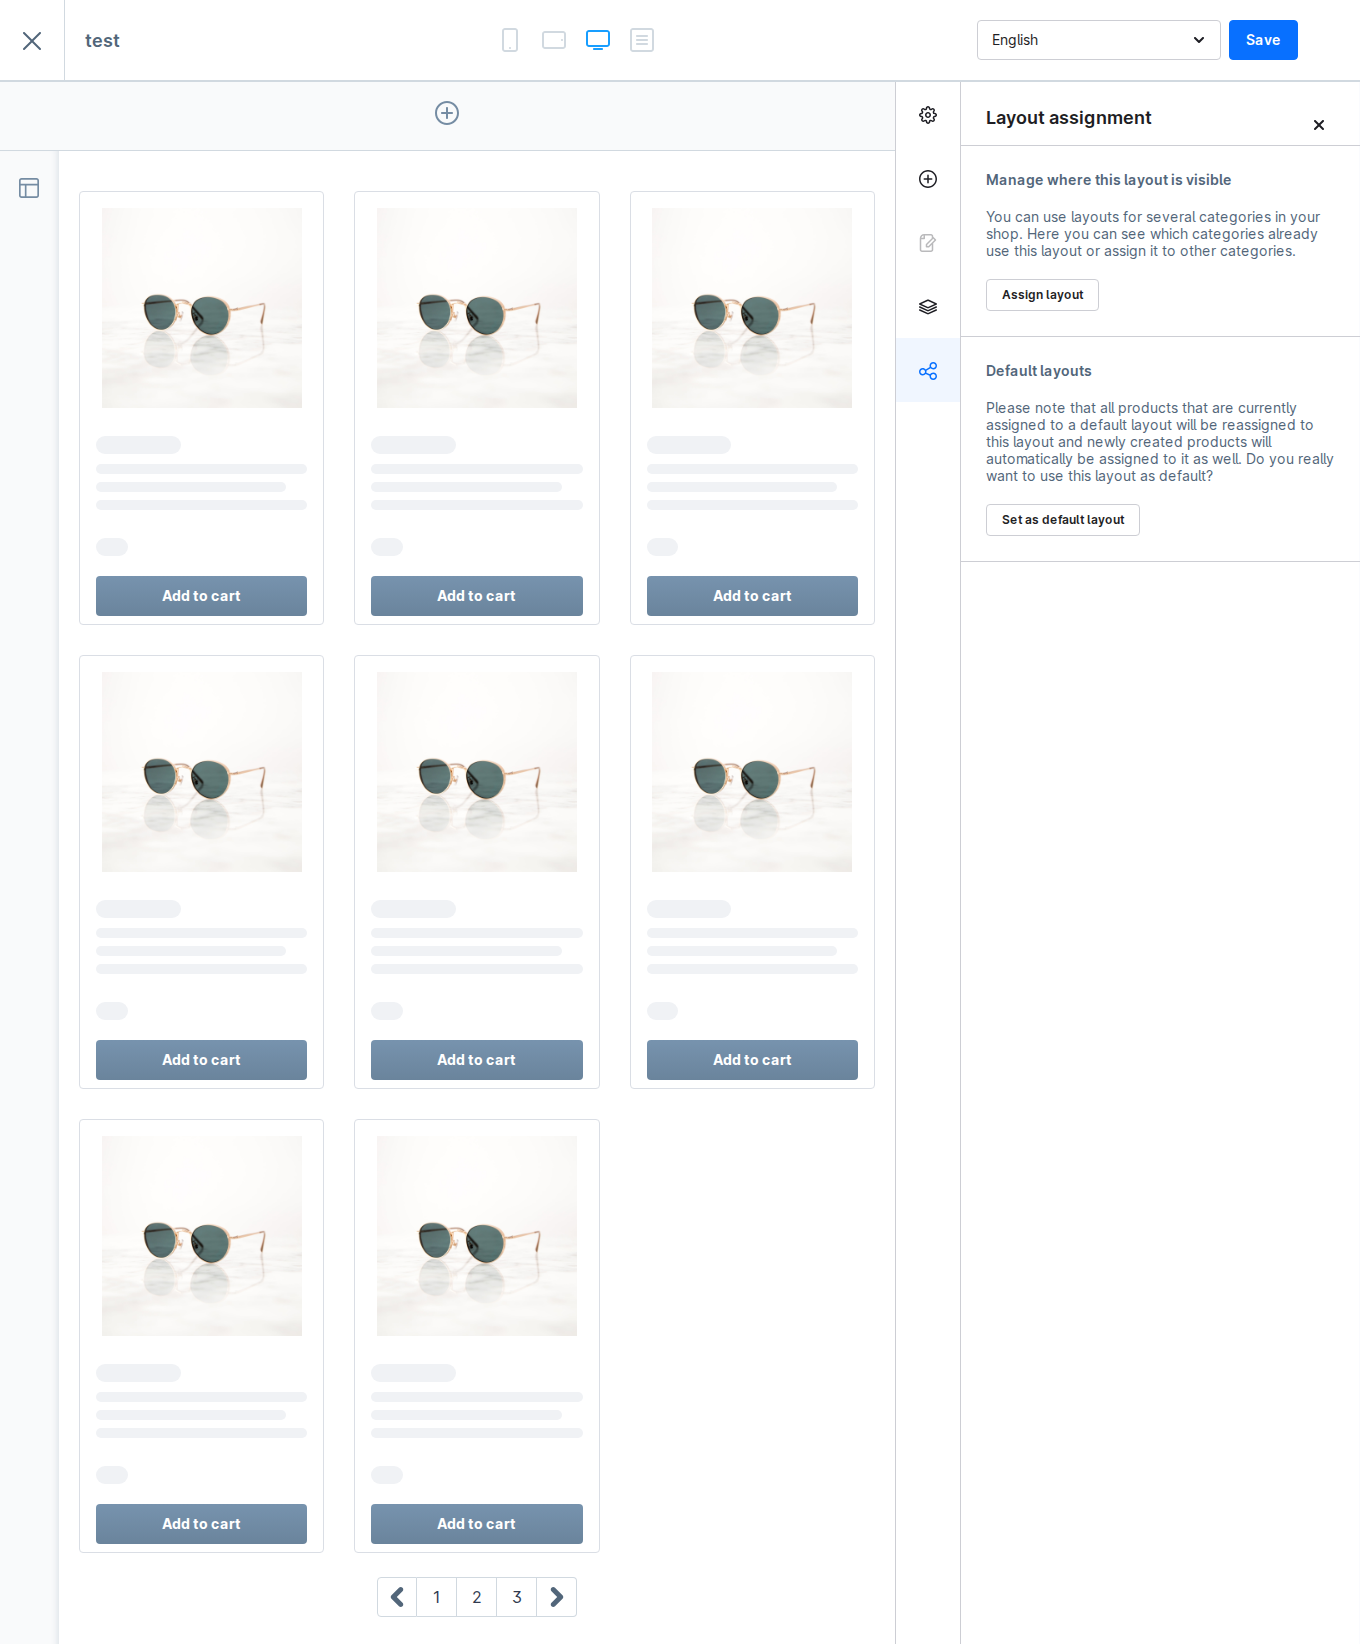 test
English
Save
Layout assignment
Manage where this layout is visible
You can use layouts for several categories in your
shop. Here you can see which categories already
use this layout or assign it to other categories.
Assign layout
Default layouts
Please note that all products that are currently
assigned to a default layout will be reassigned to
this layout and newly created products will
automatically be assigned to it as well. Do you really
want to use this layout as default?
Set as default layout
Add to cart
Add to cart
Add to cart
Add to cart
Add to cart
Add to cart
Add to cart
Add to cart
1 2 3